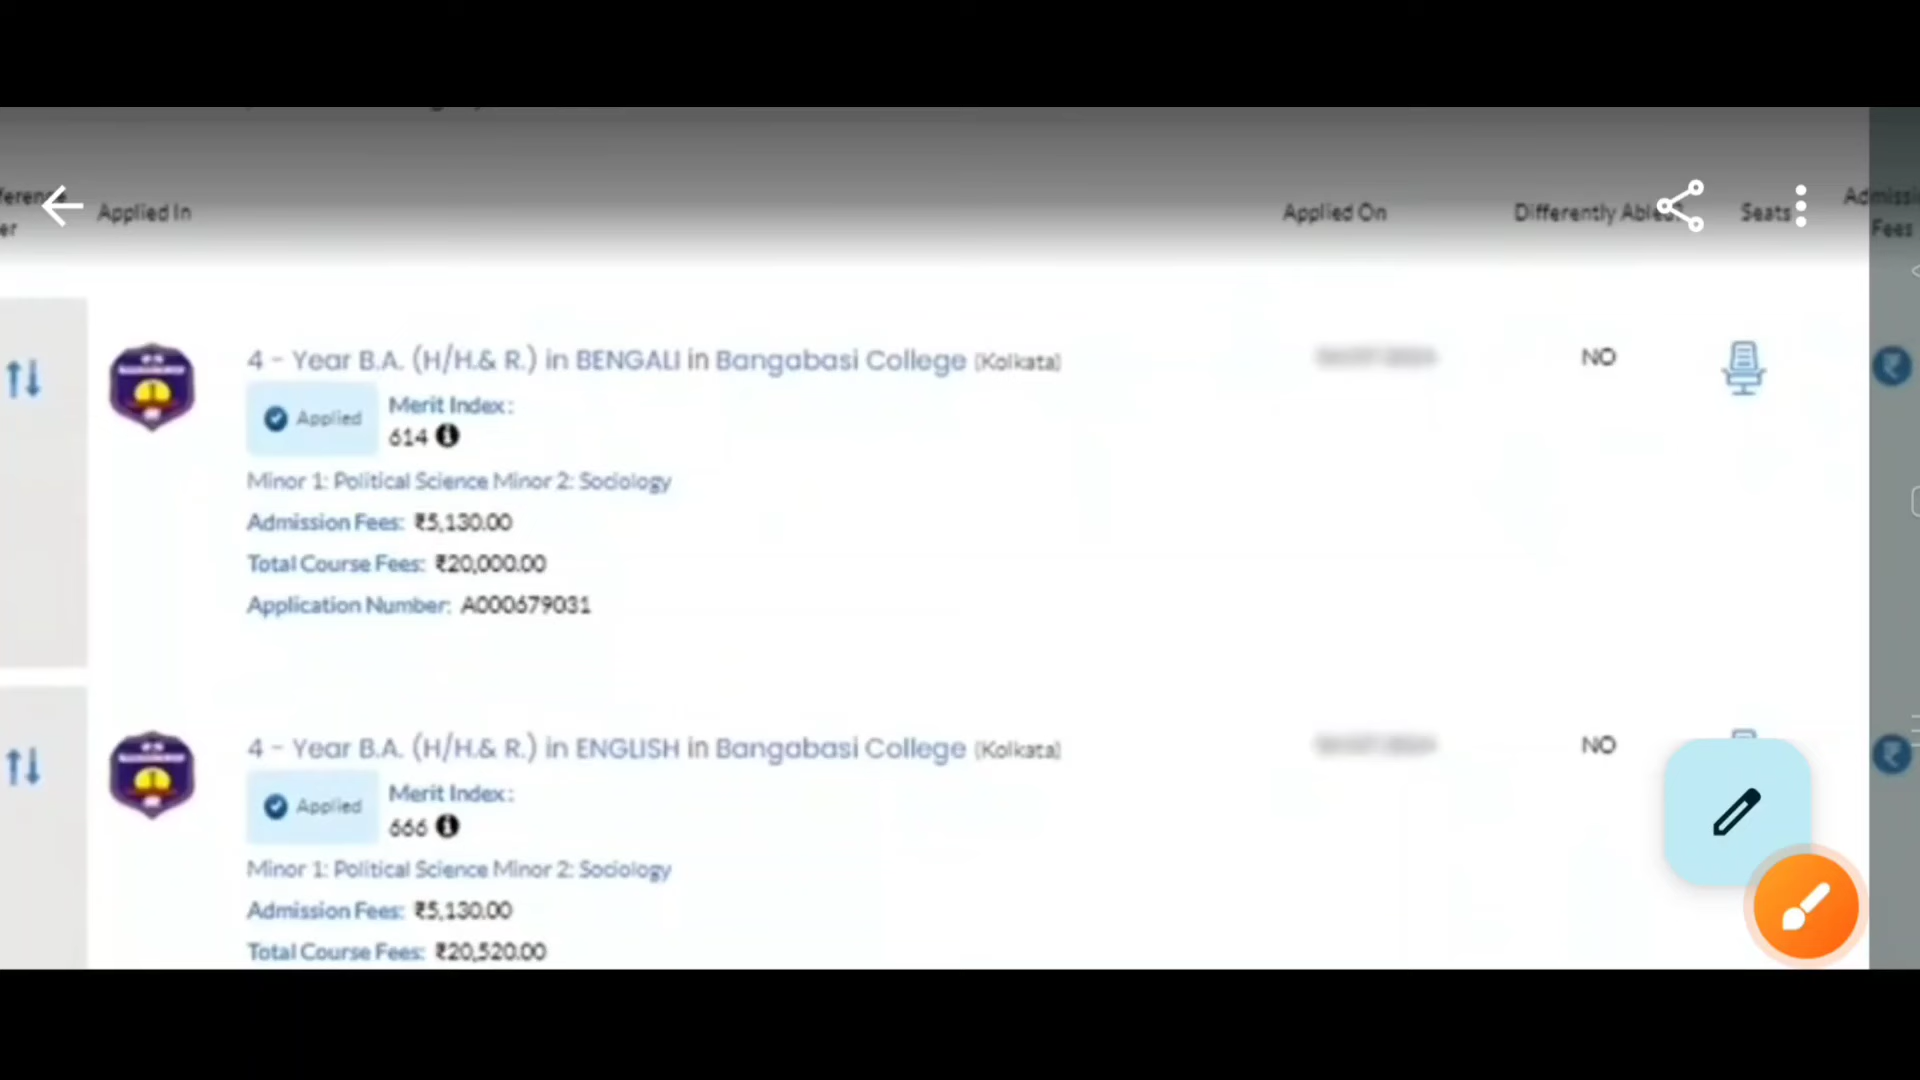 Applied In
Applied On
Differently Abled?
Seats
Fees
4 - Year B.A. (H/H.& R.) in BENGALI in Bangabasi College (Kolkata)
NO
Applied
Merit Index:
614
Minor 1: Political Science Minor 2: Sociology
Admission Fees: ₹5,130.00
Total Course Fees: ₹20,000.00
Application Number: A000679031
4 - Year B.A. (H/H.& R.) in ENGLISH in Bangabasi College (Kolkata)
NO
Applied
Merit Index:
666
Minor 1: Political Science Minor 2: Sociology
Admission Fees: ₹5,130.00
Total Course Fees: ₹20,520.00